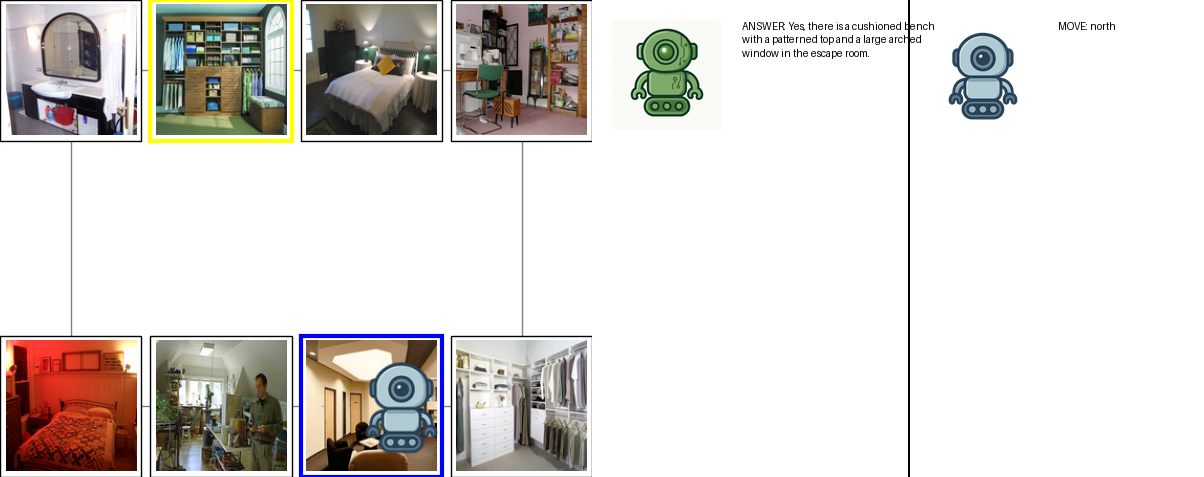 ANSWER: Yes, there is a cushioned bench
with a patterned top and a large arched
window in the escape room.
MOVE: north